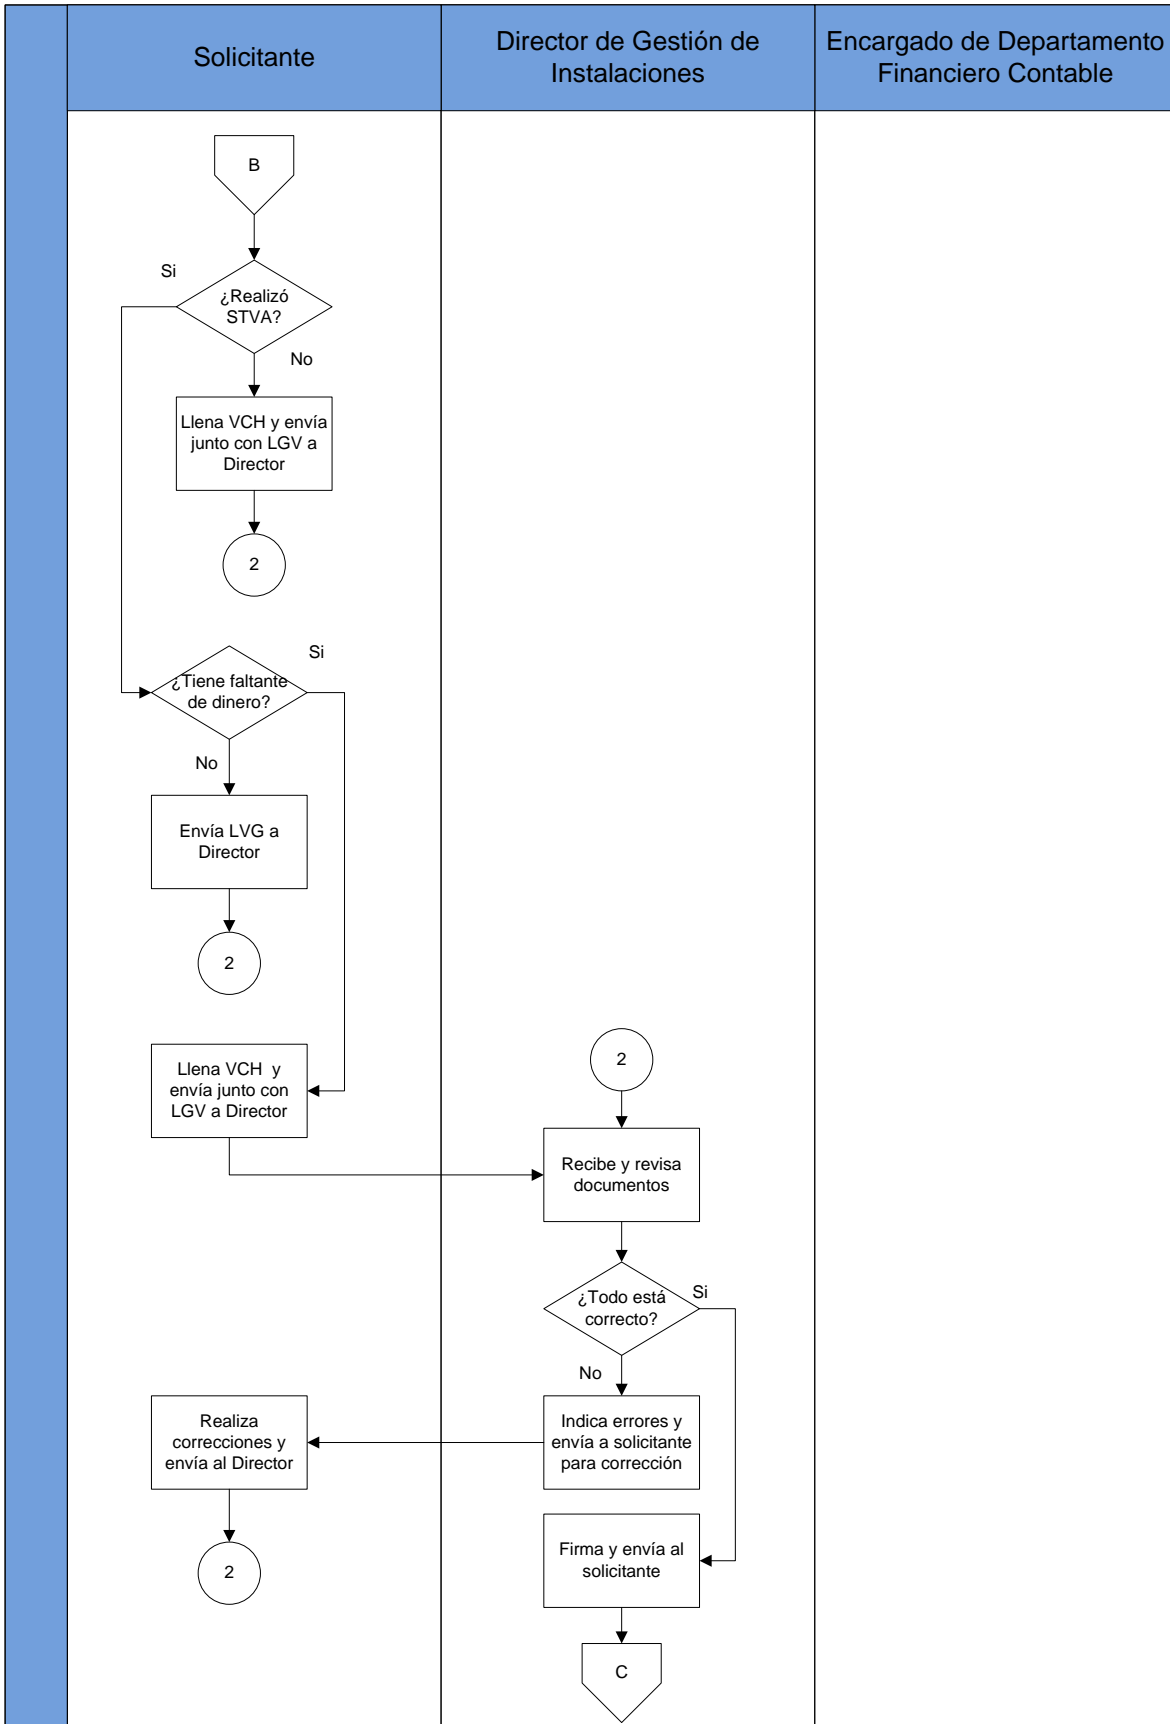 Solicitante
Director de Gestión de
Instalaciones
Encargado de Departamento
Financiero Contable
B
Si
¿Realizó
STVA?
No
Llena VCH y envía
junto con LGV a
Director
2
Si
¿Tiene faltante
de dinero?
No
Envía LVG a
Director
2
Llena VCH y
envía junto con
LGV a Director
2
Recibe y revisa
documentos
¿Todo está
correcto?
Si
No
Realiza
correcciones y
envía al Director
Indica errores y
envía a solicitante
para corrección
2
Firma y envía al
solicitante
C